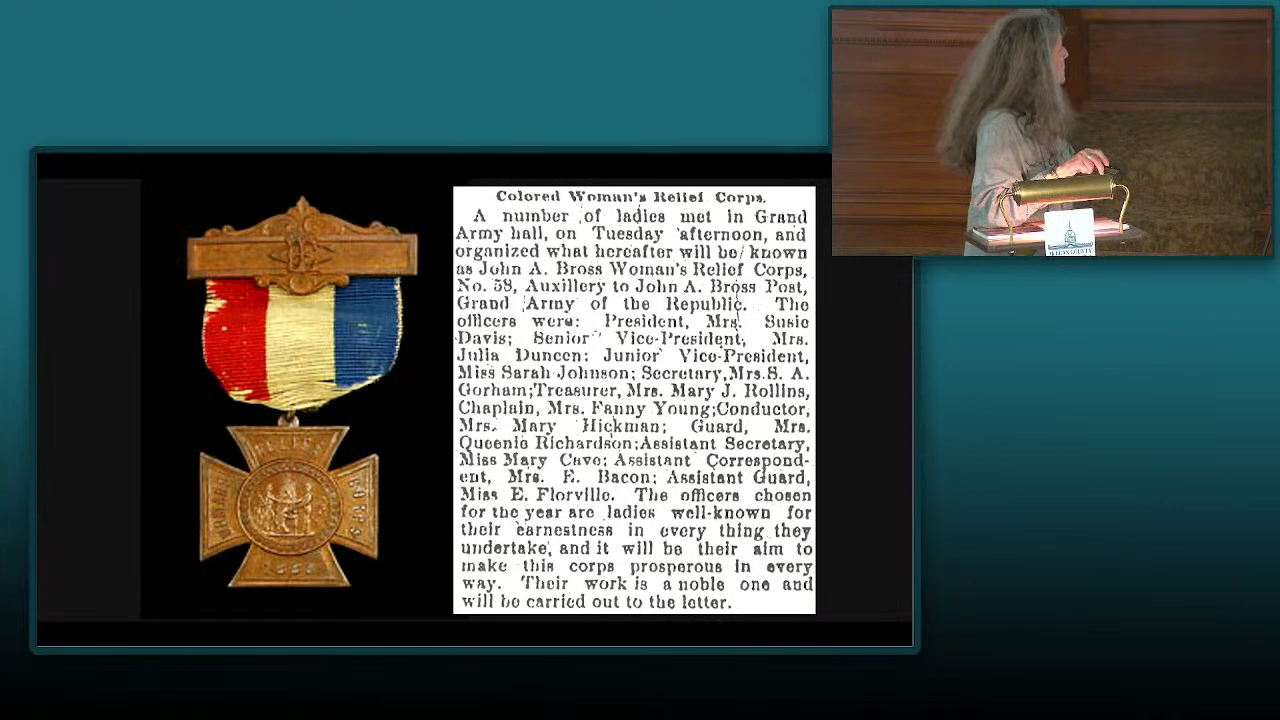 Colored Woman's Relief Corps.
A number of ladies met in Grand
Army hall, on Tuesday afternoon, and
organized what hereafter will be known
as John A. Bross Woman's Relief Corps,
No. 58, Auxillery to John A. Bross Post,
Grand Army of the Republic. The
officers were: President, Mrs. Susie
Davis; Senior Vice-President, Mrs.
Julia Duncen; Junior Vice-President,
Miss Sarah Johnson; Secretary, Mrs. S. A.
Gorham; Treasurer, Mrs. Mary J. Rollins,
Chaplain, Mrs. Fanny Young; Conductor,
Mrs. Mary Hickman; Guard, Mrs.
Queenie Richardson; Assistant Secretary,
Miss Mary Cave; Assistant Correspond-
ent, Mrs. E. Bacon; Assistant Guard,
Miss E. Florville. The officers chosen
for the year are ladies well-known for
their earnestness in every thing they
undertake, and it will be their aim to
make this corps prosperous in every
way. Their work is a noble one and
will be carried out to the letter.
RELIEF
WOMAN'S
CORPS
McLEAN COUNTY